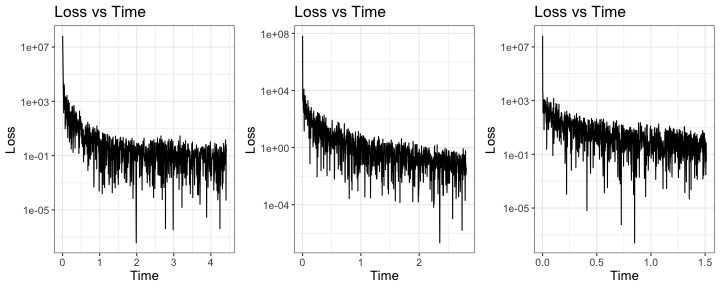 Loss vs Time
Loss
1e+07
1e+03
1e-01
1e-05
0 1 2 3 4
Time
Loss vs Time
Loss
1e+08
1e+04
1e+00
1e-04
0 1 2
Time
Loss vs Time
Loss
1e+07
1e+03
1e-01
1e-05
0.0 0.5 1.0 1.5
Time